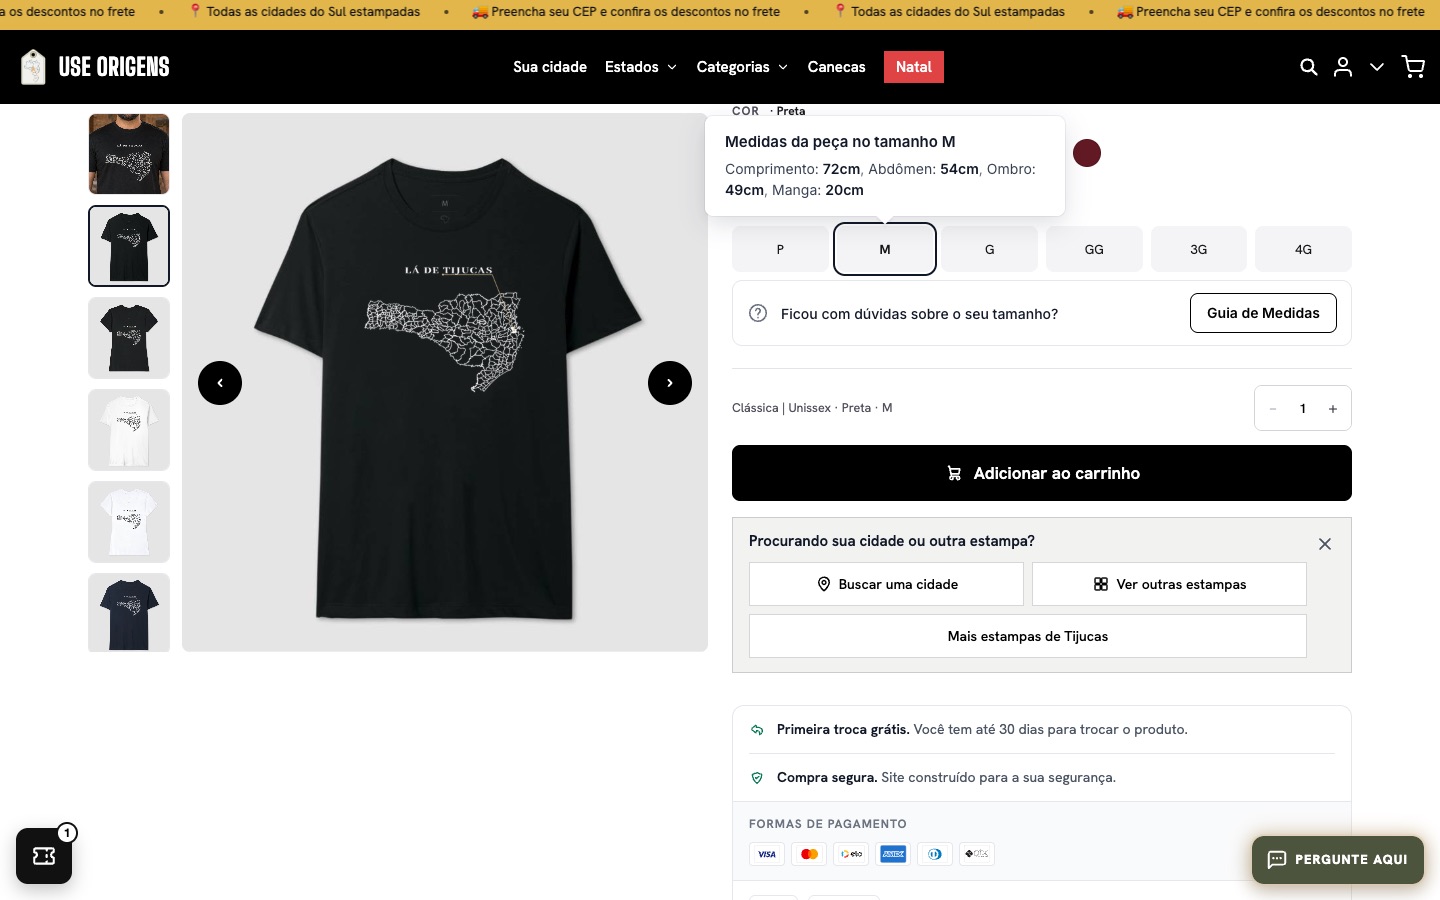 a os descontos no frete • 📍 Todas as cidades do Sul estampadas • 🚚 Preencha seu CEP e confira os descontos no frete • 📍 Todas as cidades do Sul estampadas • 🚚 Preencha seu CEP e confira os descontos no frete
USE ORIGENS
Sua cidade Estados Categorias Canecas Natal
COR · Preta
Medidas da peça no tamanho M
Comprimento: 72cm, Abdômen: 54cm, Ombro:
49cm, Manga: 20cm
M
LÁ DE TIJUCAS
P M G GG 3G 4G
Ficou com dúvidas sobre o seu tamanho? Guia de Medidas
Clássica | Unissex · Preta · M
− 1 +
Adicionar ao carrinho
Procurando sua cidade ou outra estampa?
Buscar uma cidade Ver outras estampas
Mais estampas de Tijucas
Primeira troca grátis. Você tem até 30 dias para trocar o produto.
Compra segura. Site construído para a sua segurança.
FORMAS DE PAGAMENTO
VISA elo AMEX pix
1
PERGUNTE AQUI